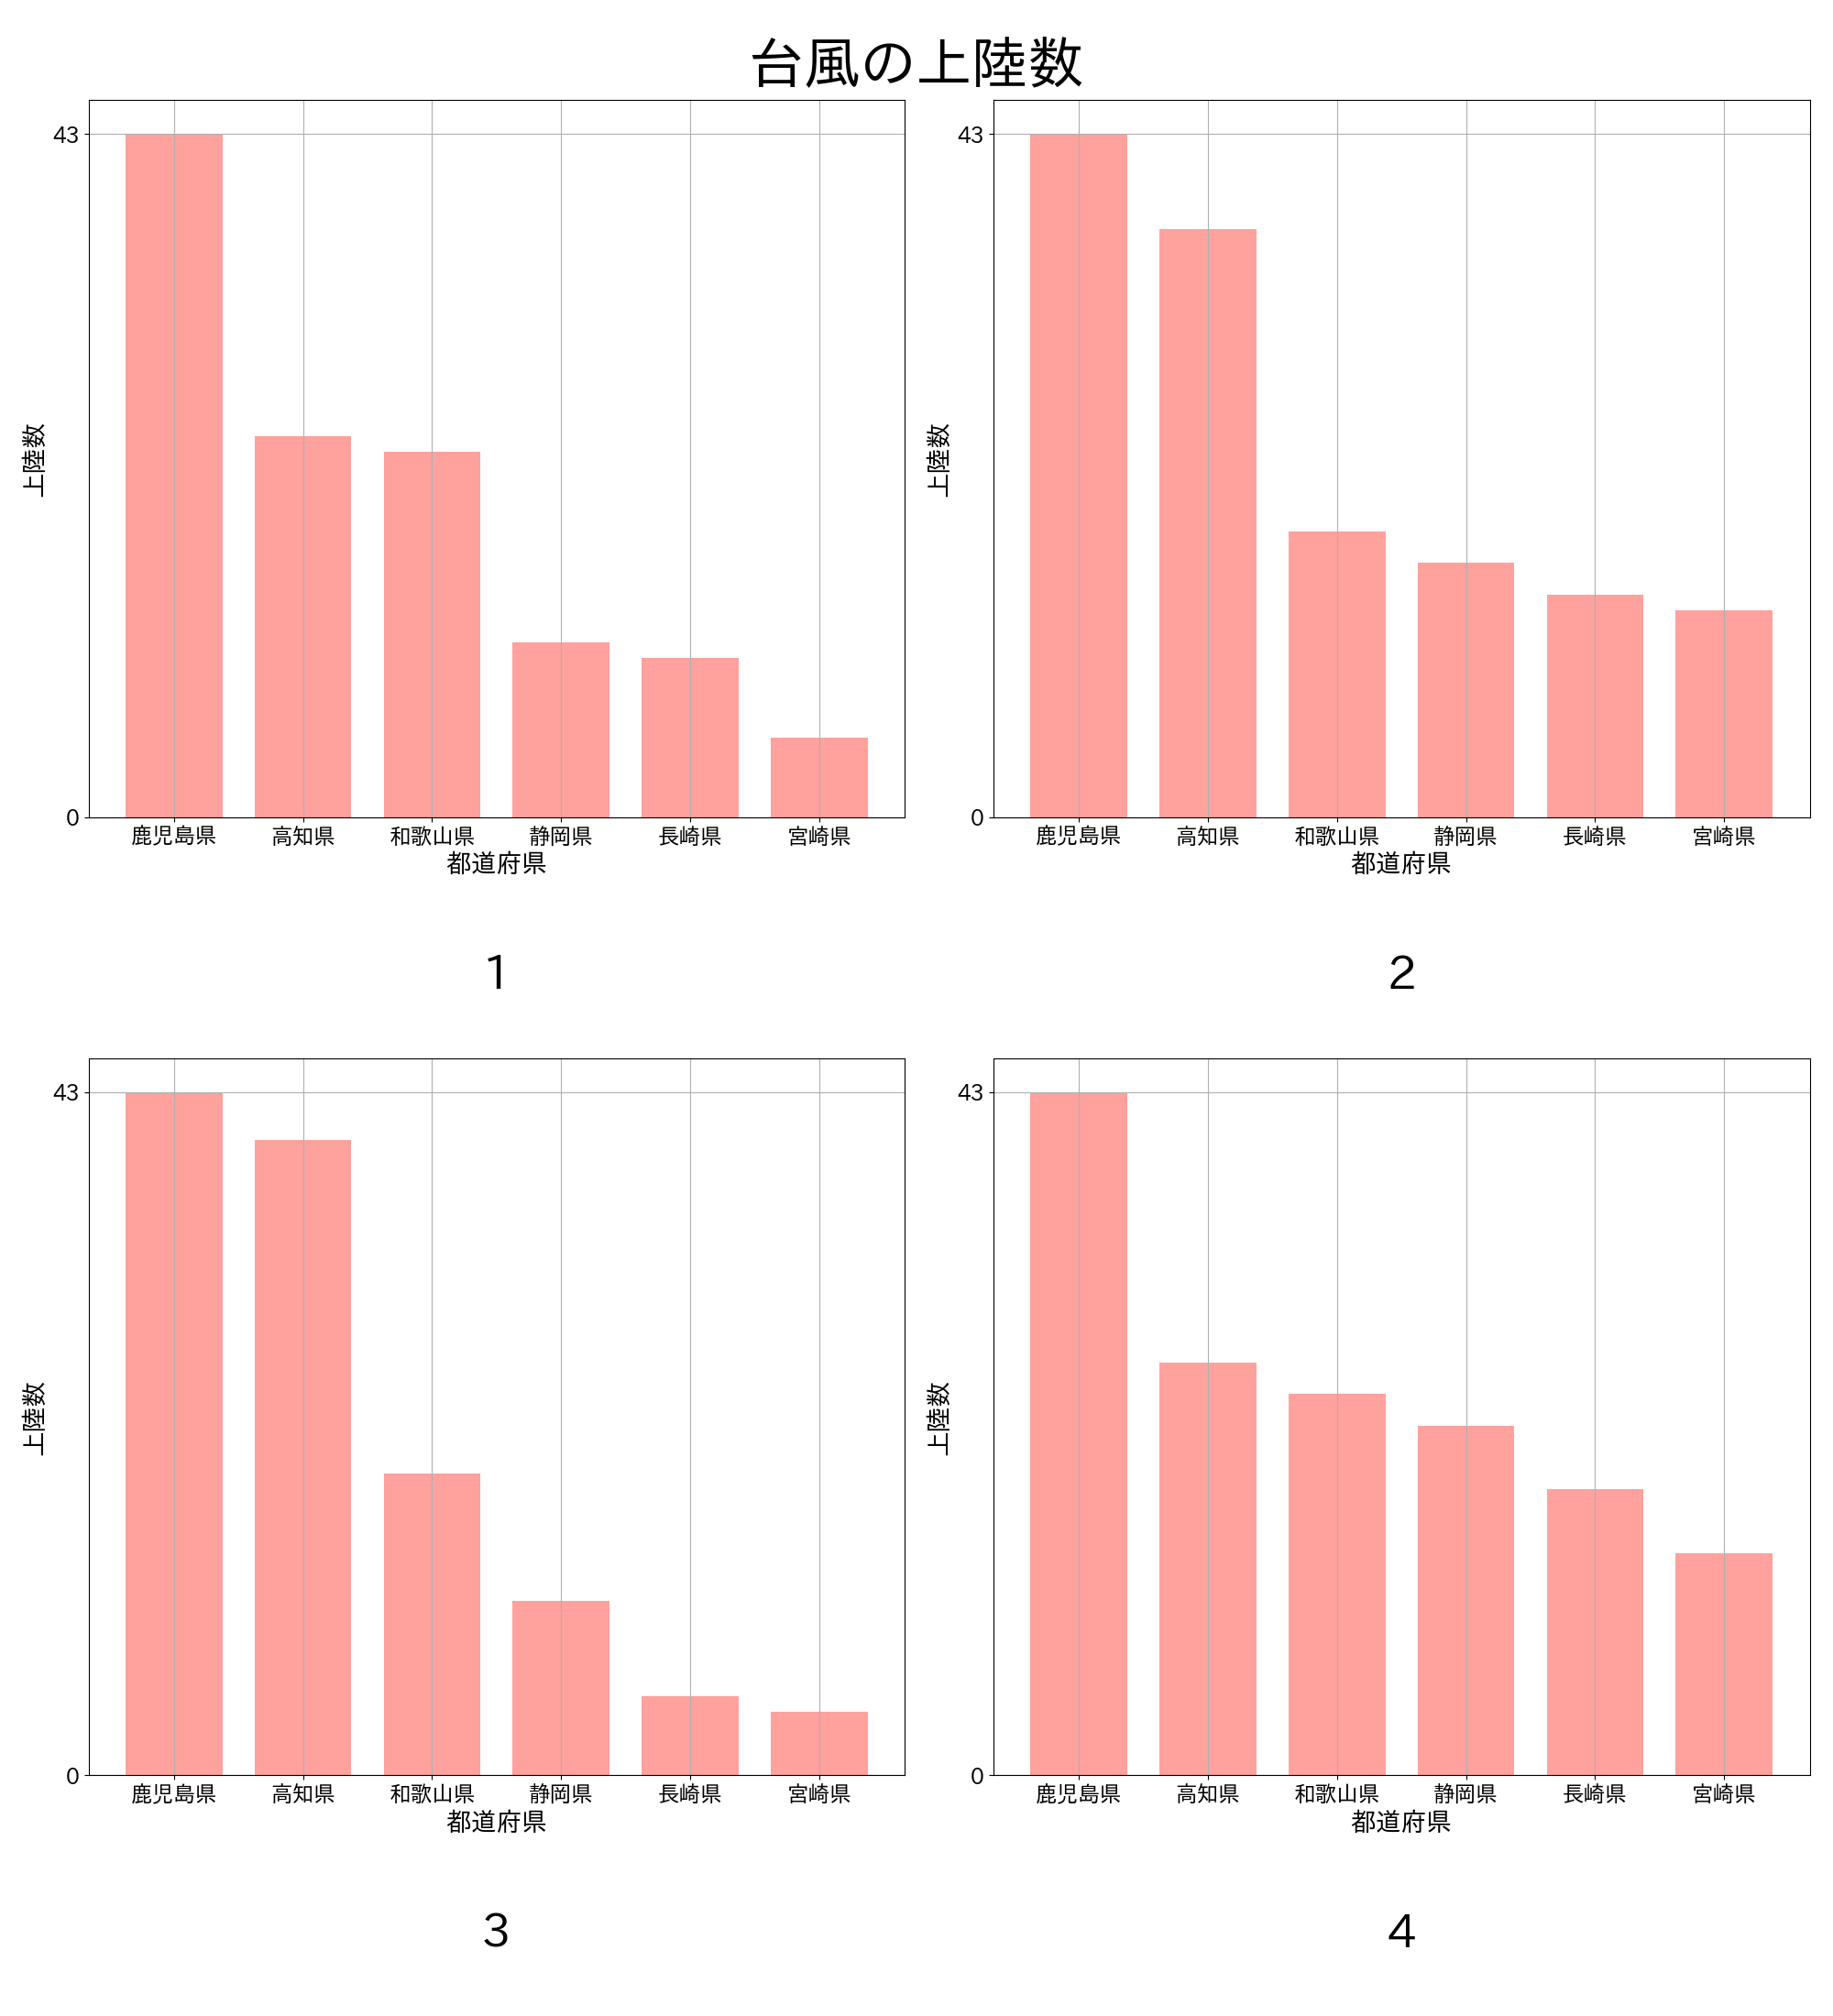 台風の上陸数
43
0
上陸数
鹿児島県 高知県 和歌山県 静岡県 長崎県 宮崎県
都道府県
1
43
0
上陸数
鹿児島県 高知県 和歌山県 静岡県 長崎県 宮崎県
都道府県
2
43
0
上陸数
鹿児島県 高知県 和歌山県 静岡県 長崎県 宮崎県
都道府県
3
43
0
上陸数
鹿児島県 高知県 和歌山県 静岡県 長崎県 宮崎県
都道府県
4